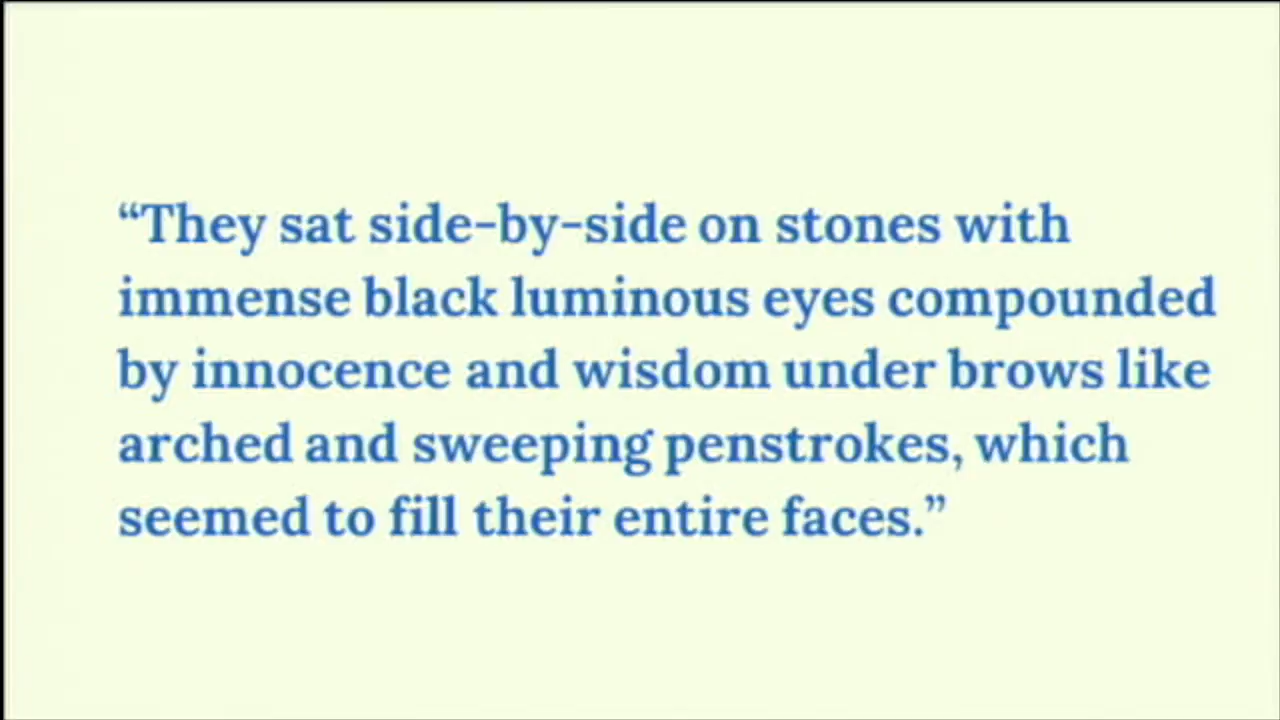 “They sat side-by-side on stones with
immense black luminous eyes compounded
by innocence and wisdom under brows like
arched and sweeping penstrokes, which
seemed to fill their entire faces.”